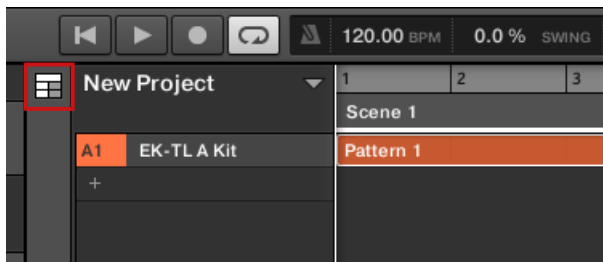 120.00 BPM 0.0 % SWING
New Project 1 2 3
Scene 1
A1 EK-TL A Kit Pattern 1
+